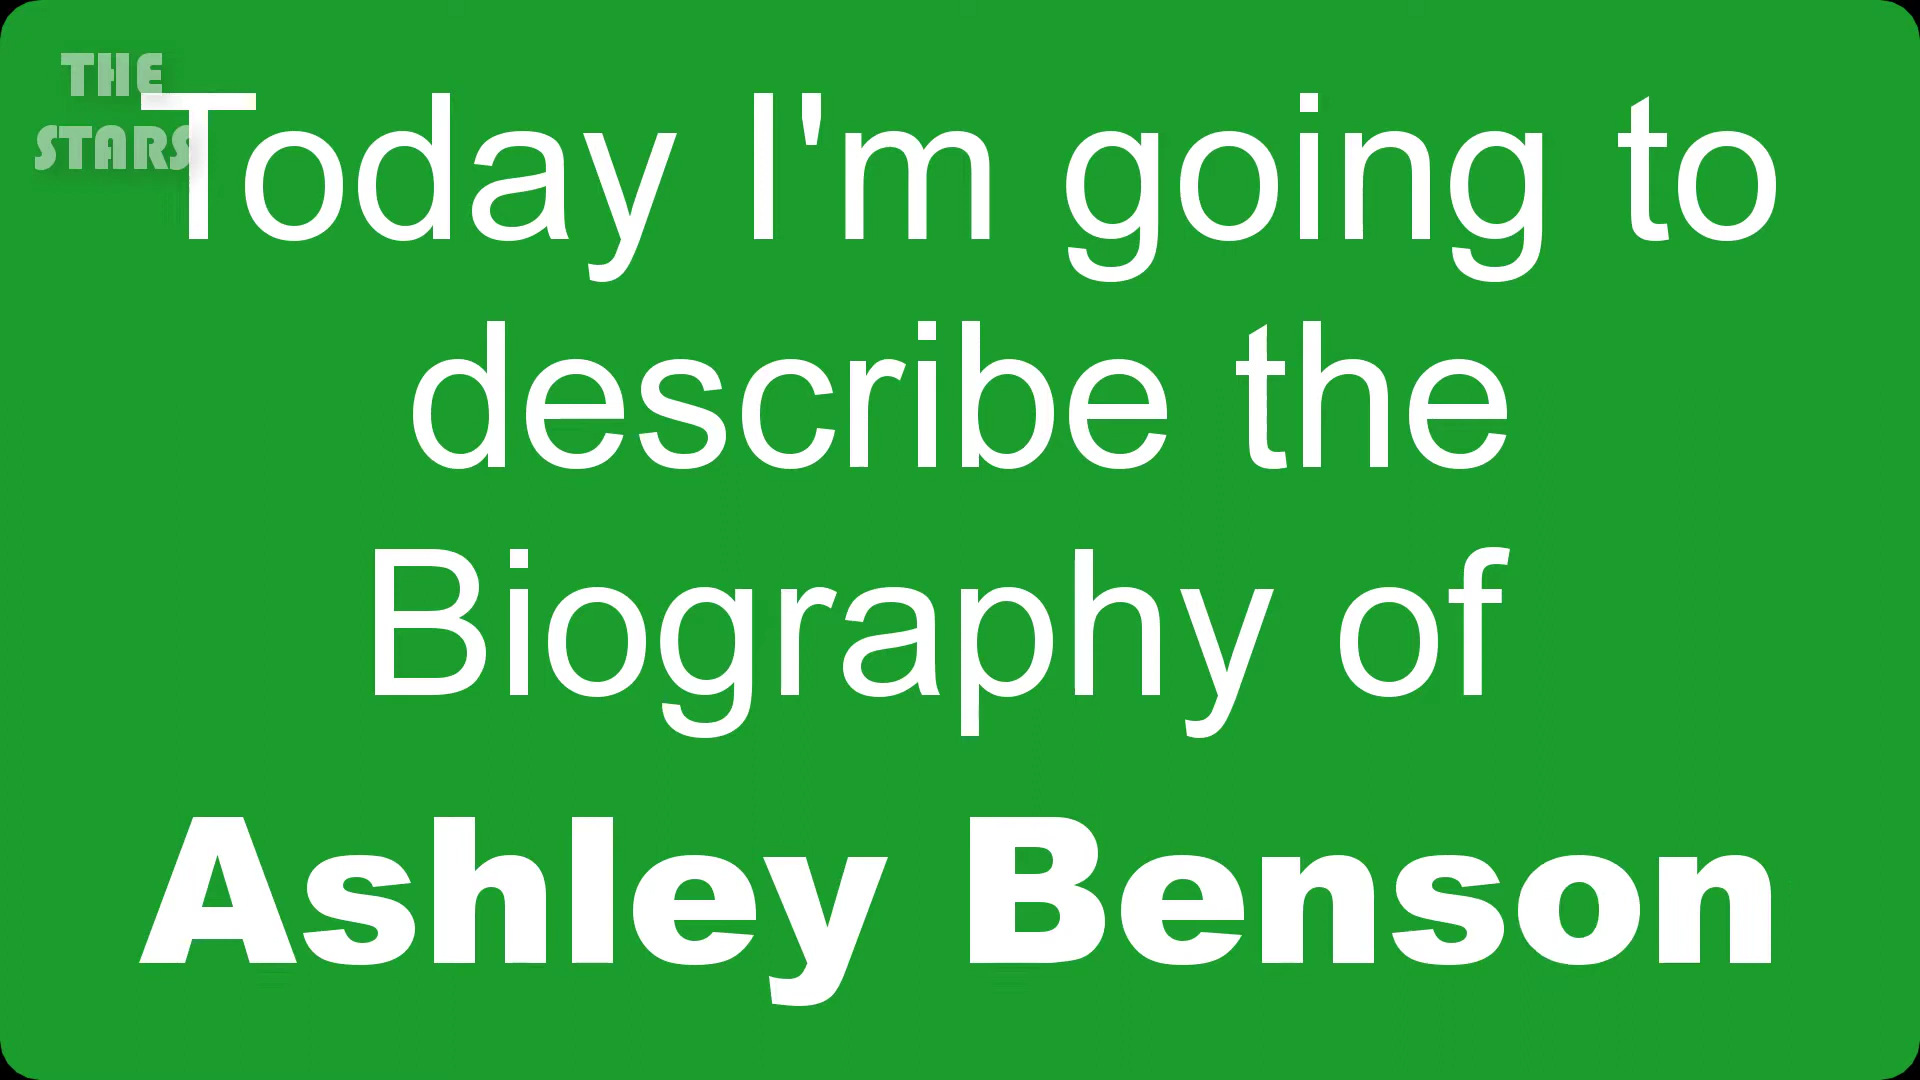 THE
STARS
Today I'm going to
describe the
Biography of
Ashley Benson